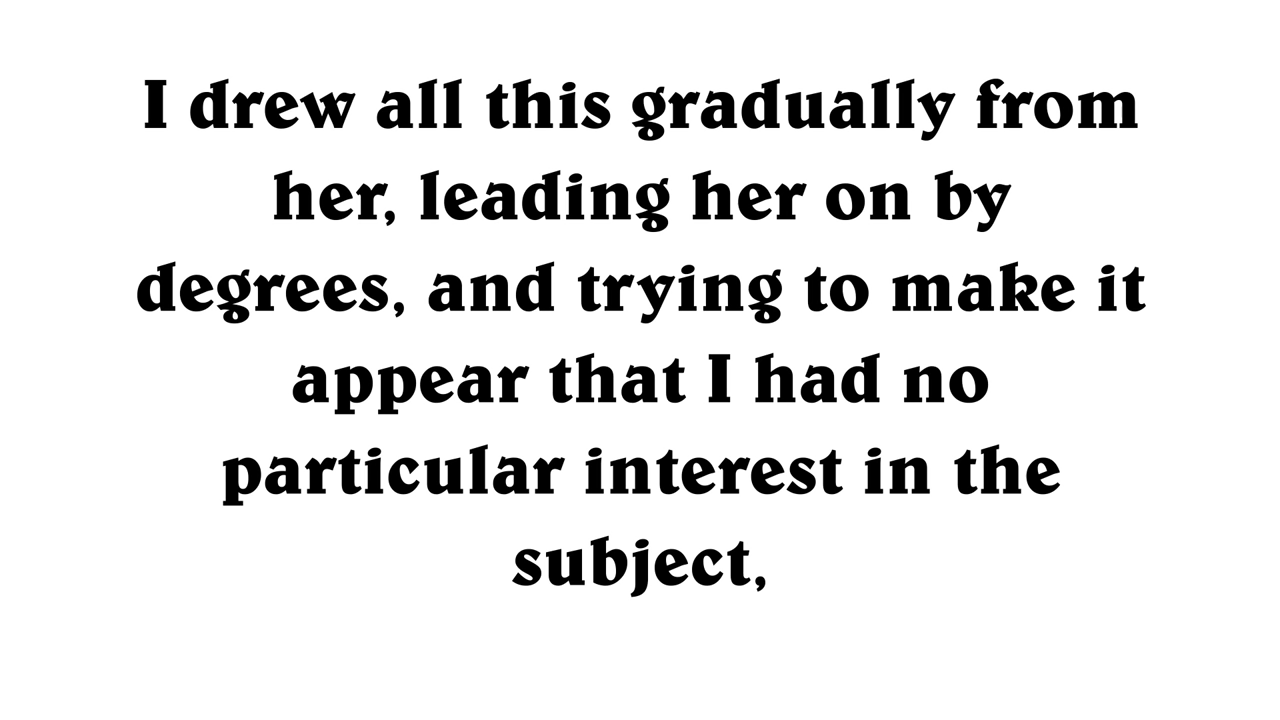 I drew all this gradually from
her, leading her on by
degrees, and trying to make it
appear that I had no
particular interest in the
subject,